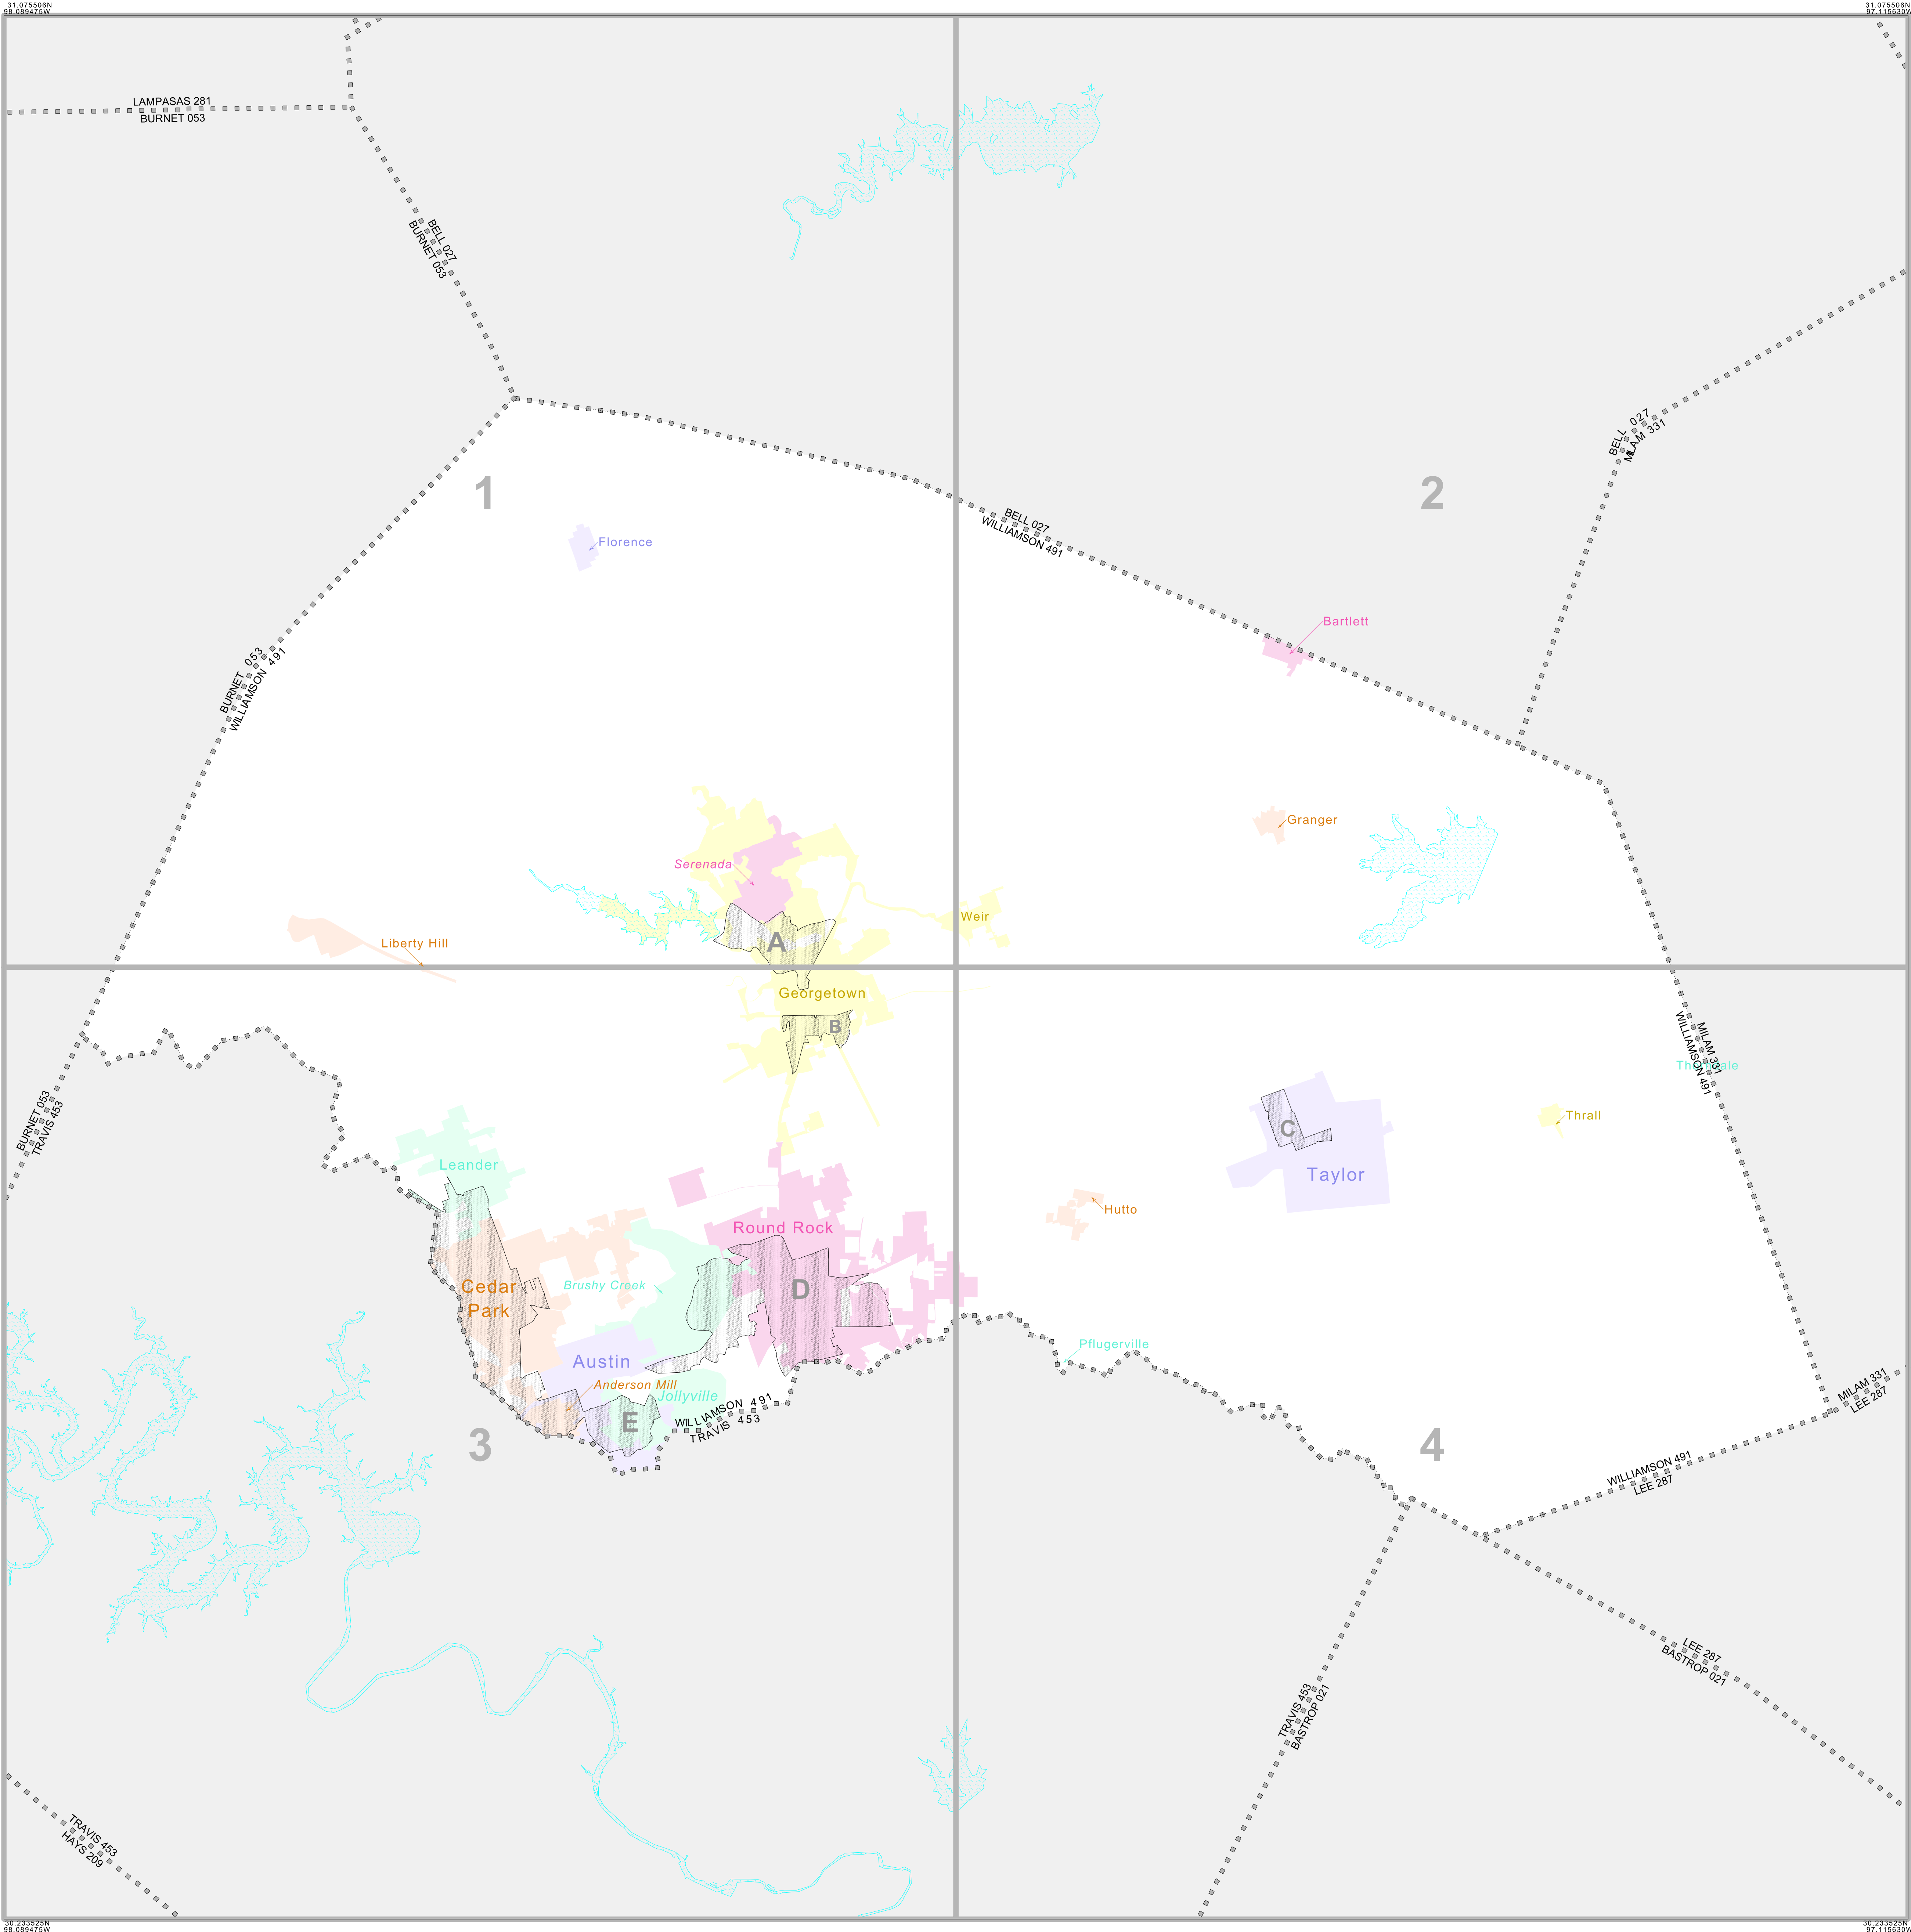 31.075506N
98.089475W
31.075506N
97.115630W
LAMPASAS 281
BURNET 053
BELL 027
BURNET 053
BELL 027
MILAM 331
1
2
BELL 027
WILLIAMSON 491
Florence
Bartlett
BURNET 053
WILLIAMSON 491
Granger
Serenada
Weir
Liberty Hill
A
Georgetown
B
MILAM 331
WILLIAMSON 491
BURNET 053
TRAVIS 453
Thrall
C
Leander
Taylor
Hutto
Round Rock
Cedar
Park
Brushy Creek
D
Pflugerville
Austin
Anderson Mill
Jollyville
WILLIAMSON 491
TRAVIS 453
E
MILAM 331
LEE 287
3
4
WILLIAMSON 491
LEE 287
LEE 287
BASTROP 021
TRAVIS 453
BASTROP 021
TRAVIS 453
HAYS 209
30.233525N
98.089475W
30.233525N
97.115630W